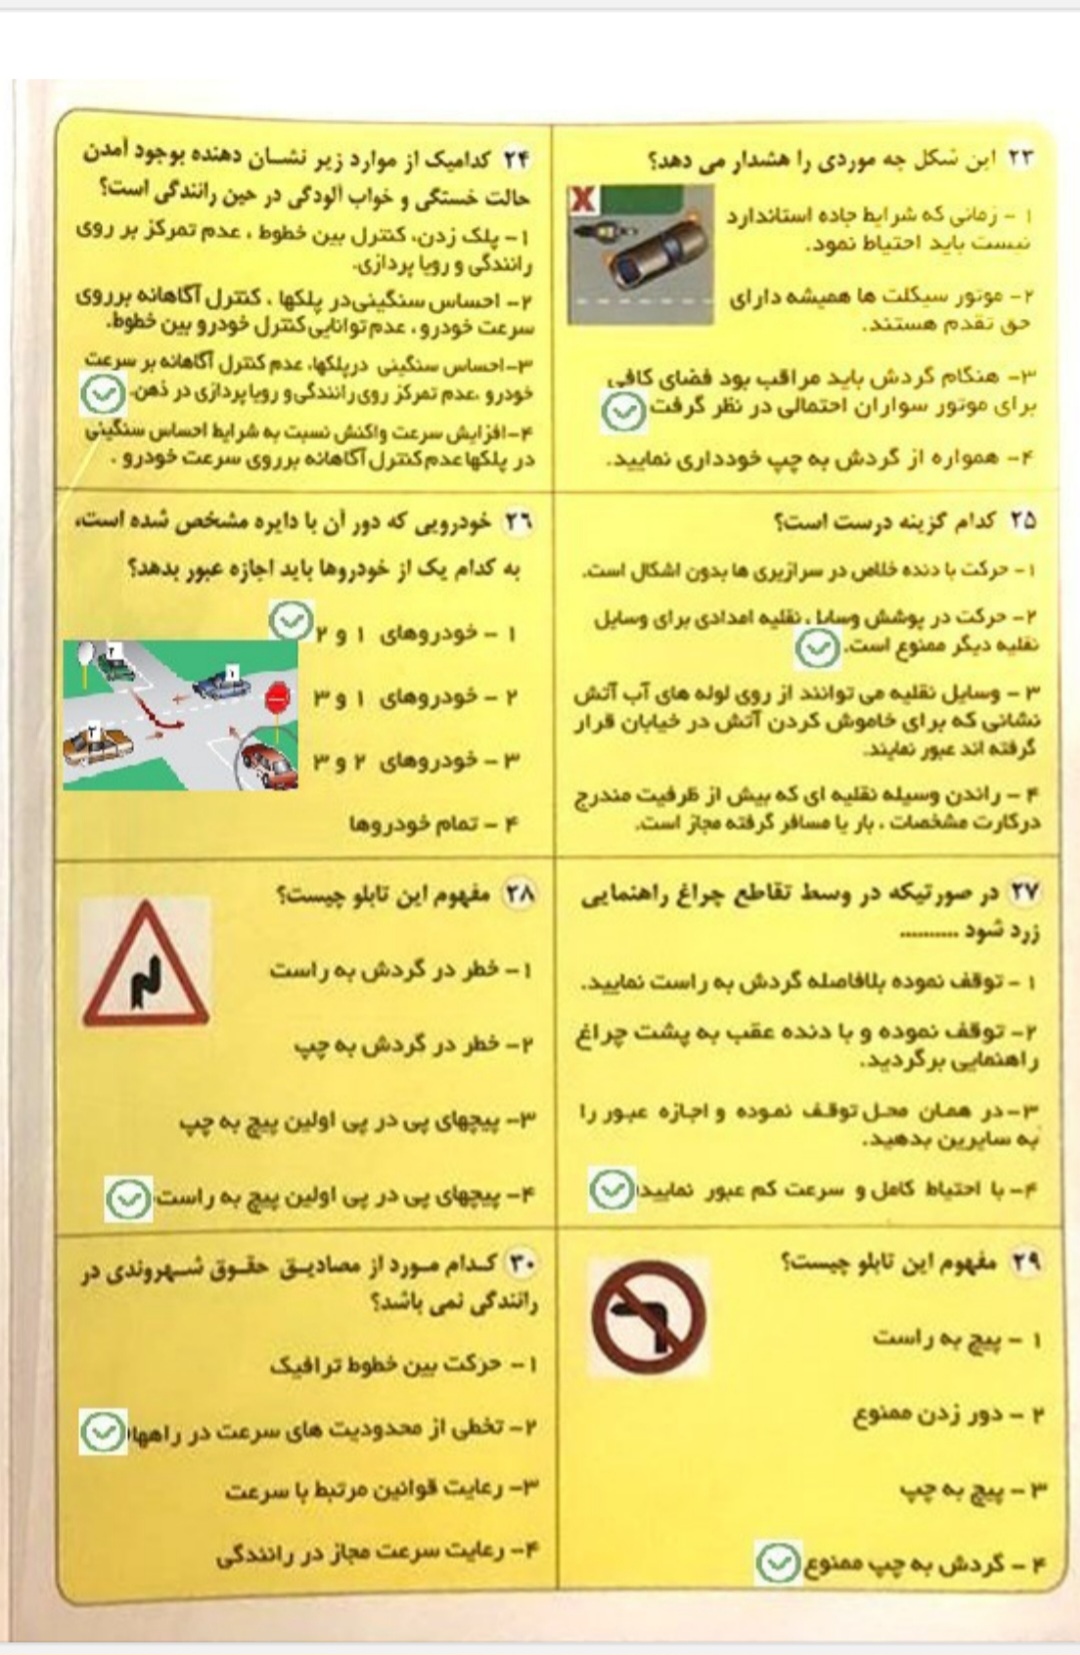 ۲۳ این شکل چه موردی را هشدار می دهد؟
۱ - زمانی که شرایط جاده استاندارد
نیست باید احتیاط نمود.
۲- موتور سیکلت ها همیشه دارای
حق تقدم هستند.
۳- هنگام گردش باید مراقب بود فضای کافی
برای موتور سواران احتمالی در نظر گرفت
۴- همواره از گردش به چپ خودداری نمایید.
۲۴ کدامیک از موارد زیر نشان دهنده بوجود آمدن
حالت خستگی و خواب آلودگی در حین رانندگی است؟
۱- پلک زدن، کنترل بین خطوط ، عدم تمرکز بر روی
رانندگی و رویا پردازی.
۲- احساس سنگینی در پلکها ، کنترل آگاهانه برروی
سرعت خودرو ، عدم توانایی کنترل خودرو بین خطوط.
۳-احساس سنگینی درپلکها، عدم کنترل آگاهانه بر سرعت
خودرو ،عدم تمرکز روی رانندگی و رویا پردازی در ذهن.
۴-افزایش سرعت واکنش نسبت به شرایط احساس سنگینی
در پلکها عدم کنترل آگاهانه برروی سرعت خودرو .
۲۵ کدام گزینه درست است؟
۱- حرکت با دنده خلاص در سرازیری ها بدون اشکال است.
۲- حرکت در پوشش وسایل نقلیه امدادی برای وسایل
نقلیه دیگر ممنوع است.
۳ - وسایل نقلیه می توانند از روی لوله های آب آتش
نشانی که برای خاموش کردن آتش در خیابان قرار
گرفته اند عبور نمایند.
۴ - راندن وسیله نقلیه ای که بیش از ظرفیت مندرج
درکارت مشخصات ، بار یا مسافر گرفته مجاز است.
۲۶ خودرویی که دور آن با دایره مشخص شده است،
به کدام یک از خودروها باید اجازه عبور بدهد؟
۱ - خودروهای ۱ و ۲
۲ - خودروهای ۱ و ۳
۳ - خودروهای ۲ و ۳
۴ - تمام خودروها
۲
۱
۳
۲۷ در صورتیکه در وسط تقاطع چراغ راهنمایی
زرد شود ..........
۱ - توقف نموده بلافاصله گردش به راست نمایید.
۲- توقف نموده و با دنده عقب به پشت چراغ
راهنمایی برگردید.
۳-در همان محل توقف نموده و اجازه عبور را
به سایرین بدهید.
۴- با احتیاط کامل و سرعت کم عبور نمایید
۲۸ مفهوم این تابلو چیست؟
۱- خطر در گردش به راست
۲- خطر در گردش به چپ
۳- پیچهای پی در پی اولین پیچ به چپ
۴- پیچهای پی در پی اولین پیچ به راست
۲۹ مفهوم این تابلو چیست؟
۱ - پیچ به راست
۲ - دور زدن ممنوع
۳ - پیچ به چپ
۴ - گردش به چپ ممنوع
۳۰ کدام مورد از مصادیق حقوق شهروندی در
رانندگی نمی باشد؟
۱- حرکت بین خطوط ترافیک
۲- تخطی از محدودیت های سرعت در راهها
۳- رعایت قوانین مرتبط با سرعت
۴- رعایت سرعت مجاز در رانندگی